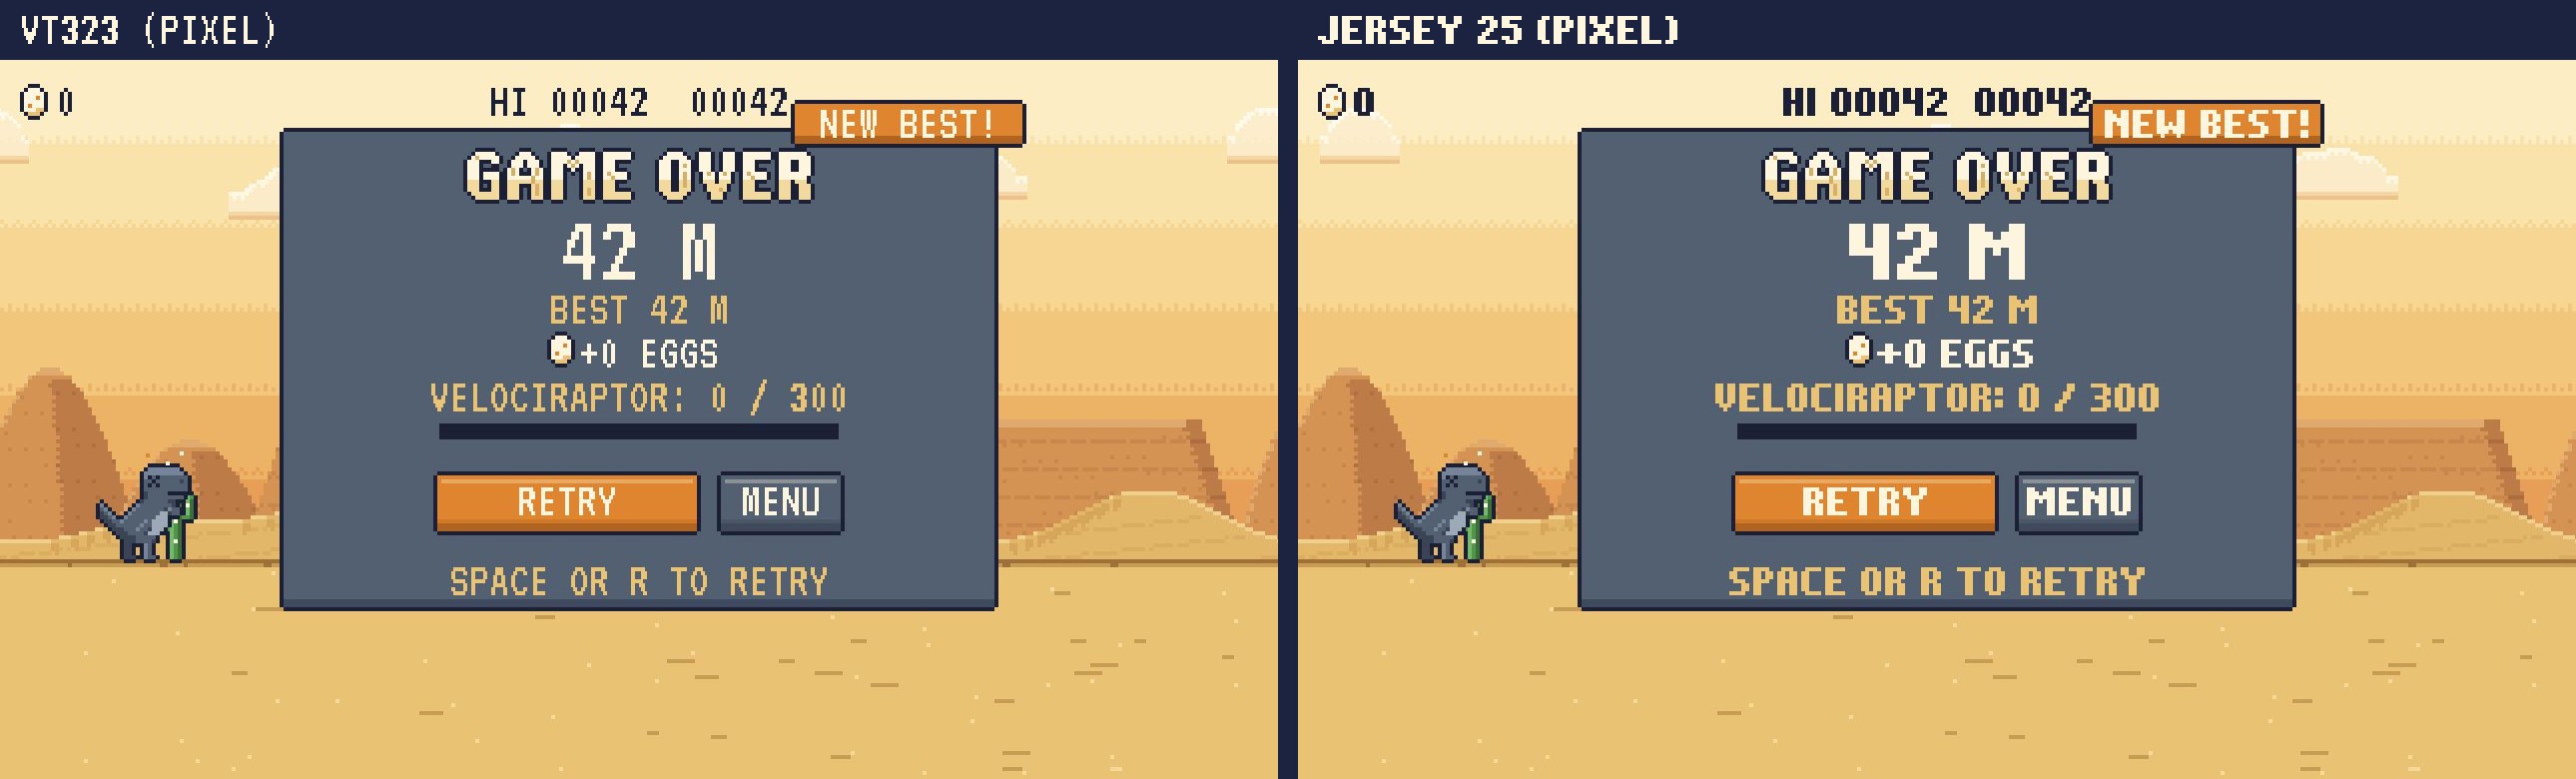 VT323 (PIXEL)
0
HI 00042 00042
NEW BEST!
GAME OVER
42 M
BEST 42 M
+0 EGGS
VELOCIRAPTOR: 0 / 300
RETRY
MENU
SPACE OR R TO RETRY
JERSEY 25 (PIXEL)
0
HI 00042 00042
NEW BEST!
GAME OVER
42 M
BEST 42 M
+0 EGGS
VELOCIRAPTOR: 0 / 300
RETRY
MENU
SPACE OR R TO RETRY